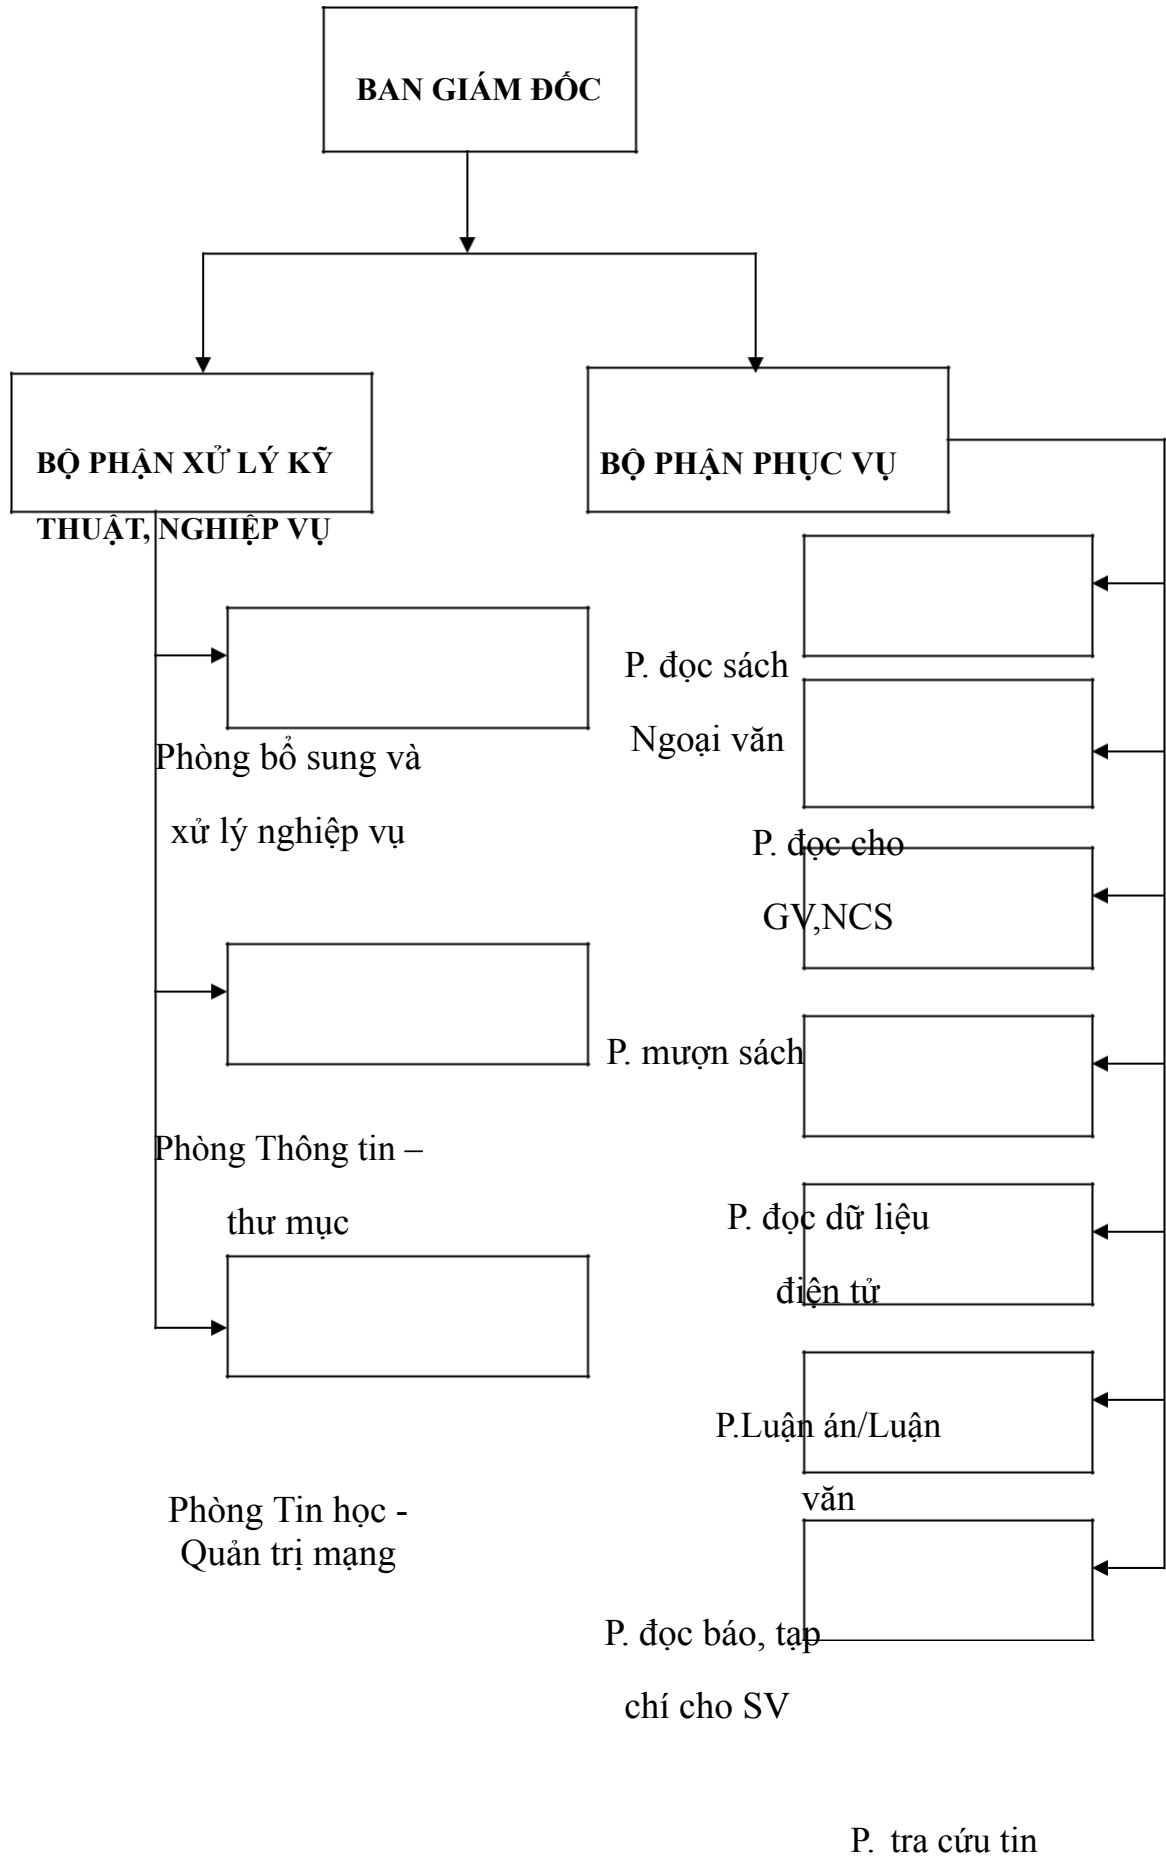 BAN GIÁM ĐỐC
BỘ PHẬN XỬ LÝ KỸ
THUẬT, NGHIỆP VỤ
BỘ PHẬN PHỤC VỤ
Phòng bổ sung và
xử lý nghiệp vụ
Phòng Thông tin –
thư mục
Phòng Tin học -
Quản trị mạng
P. đọc sách
Ngoại văn
P. đọc cho
GV,NCS
P. mượn sách
P. đọc dữ liệu
điện tử
P.Luận án/Luận
văn
P. đọc báo, tạp
chí cho SV
P. tra cứu tin